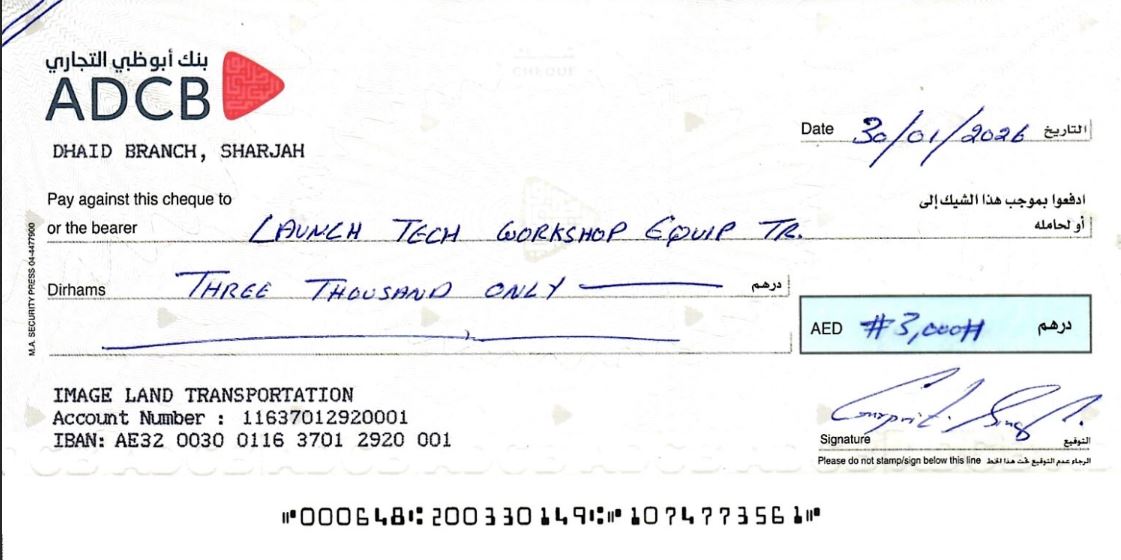 بنك أبوظبي التجاري
ADCB
DHAID BRANCH, SHARJAH
CHEQUE
Date 30/01/2026 التاريخ
Pay against this cheque to ادفعوا بموجب هذا الشيك إلى
or the bearer LAUNCH TECH WORKSHOP EQUIP TR. أو لحامله
Dirhams THREE THOUSAND ONLY درهم
AED #3,000# درهم
M.A. SECURITY PRESS 04-4477900
IMAGE LAND TRANSPORTATION
Account Number : 11637012920001
IBAN: AE32 0030 0116 3701 2920 001
Signature التوقيع
Please do not stamp/sign below this line الرجاء عدم التوقيع تحت هذا الخط
⑈000648⑆200330149⑆⑈1074773561⑈